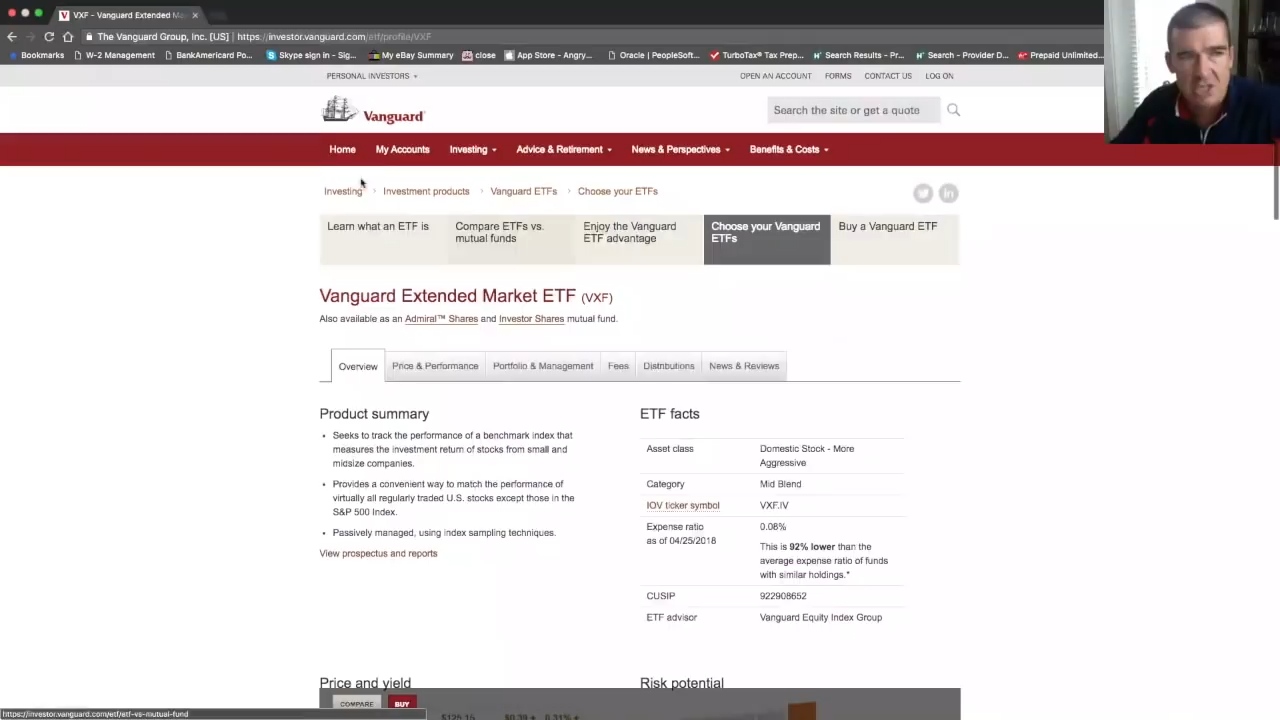 VXF - Vanguard Extended Ma
The Vanguard Group, Inc. [US] | https://investor.vanguard.com/etf/profile/VXF
Bookmarks W-2 Management BankAmericard Po... Skype sign in - Sig... My eBay Summary close App Store - Angry... Oracle | PeopleSoft... TurboTax® Tax Prep... Search Results - Pr... Search - Provider D... Prepaid Unlimited...
PERSONAL INVESTORS OPEN AN ACCOUNT FORMS CONTACT US LOG ON
Vanguard®
Search the site or get a quote
Home My Accounts Investing Advice & Retirement News & Perspectives Benefits & Costs
Investing Investment products Vanguard ETFs Choose your ETFs
Learn what an ETF is
Compare ETFs vs.
mutual funds
Enjoy the Vanguard
ETF advantage
Choose your Vanguard
ETFs
Buy a Vanguard ETF
Vanguard Extended Market ETF (VXF)
Also available as an Admiral™ Shares and Investor Shares mutual fund.
Overview Price & Performance Portfolio & Management Fees Distributions News & Reviews
Product summary
• Seeks to track the performance of a benchmark index that
measures the investment return of stocks from small and
midsize companies.
• Provides a convenient way to match the performance of
virtually all regularly traded U.S. stocks except those in the
S&P 500 Index.
• Passively managed, using index sampling techniques.
View prospectus and reports
ETF facts
Asset class Domestic Stock - More
Aggressive
Category Mid Blend
IOV ticker symbol VXF.IV
Expense ratio 0.08%
as of 04/25/2018
This is 92% lower than the
average expense ratio of funds
with similar holdings.*
CUSIP 922908652
ETF advisor Vanguard Equity Index Group
Price and yield
Risk potential
COMPARE BUY
$125.15 $0.39 0.31%
https://investor.vanguard.com/etf/etf-vs-mutual-fund